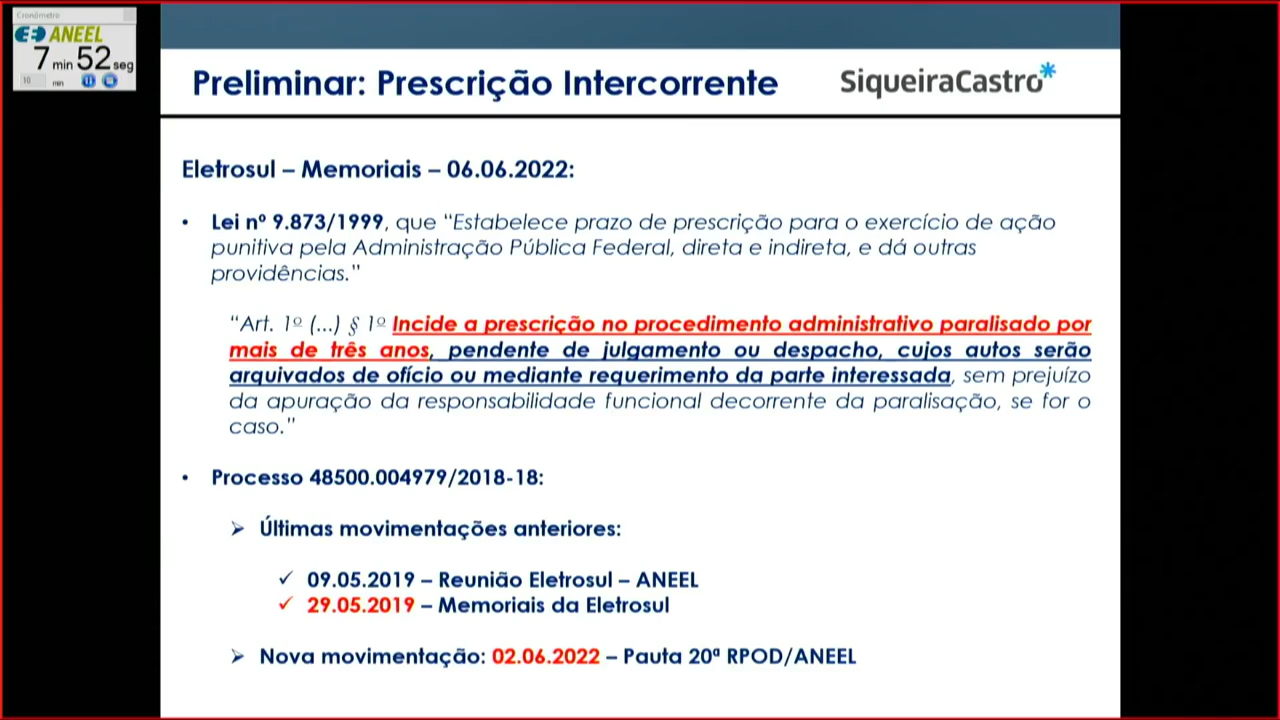 Cronômetro
ANEEL
7 min 52 seg
10 min
Preliminar: Prescrição Intercorrente
SiqueiraCastro*
Eletrosul – Memoriais – 06.06.2022:
• Lei nº 9.873/1999, que “Estabelece prazo de prescrição para o exercício de ação
punitiva pela Administração Pública Federal, direta e indireta, e dá outras
providências.”
“Art. 1º (...) § 1º Incide a prescrição no procedimento administrativo paralisado por
mais de três anos, pendente de julgamento ou despacho, cujos autos serão
arquivados de ofício ou mediante requerimento da parte interessada, sem prejuízo
da apuração da responsabilidade funcional decorrente da paralisação, se for o
caso.”
• Processo 48500.004979/2018-18:
➢ Últimas movimentações anteriores:
✓ 09.05.2019 – Reunião Eletrosul – ANEEL
✓ 29.05.2019 – Memoriais da Eletrosul
➢ Nova movimentação: 02.06.2022 – Pauta 20ª RPOD/ANEEL